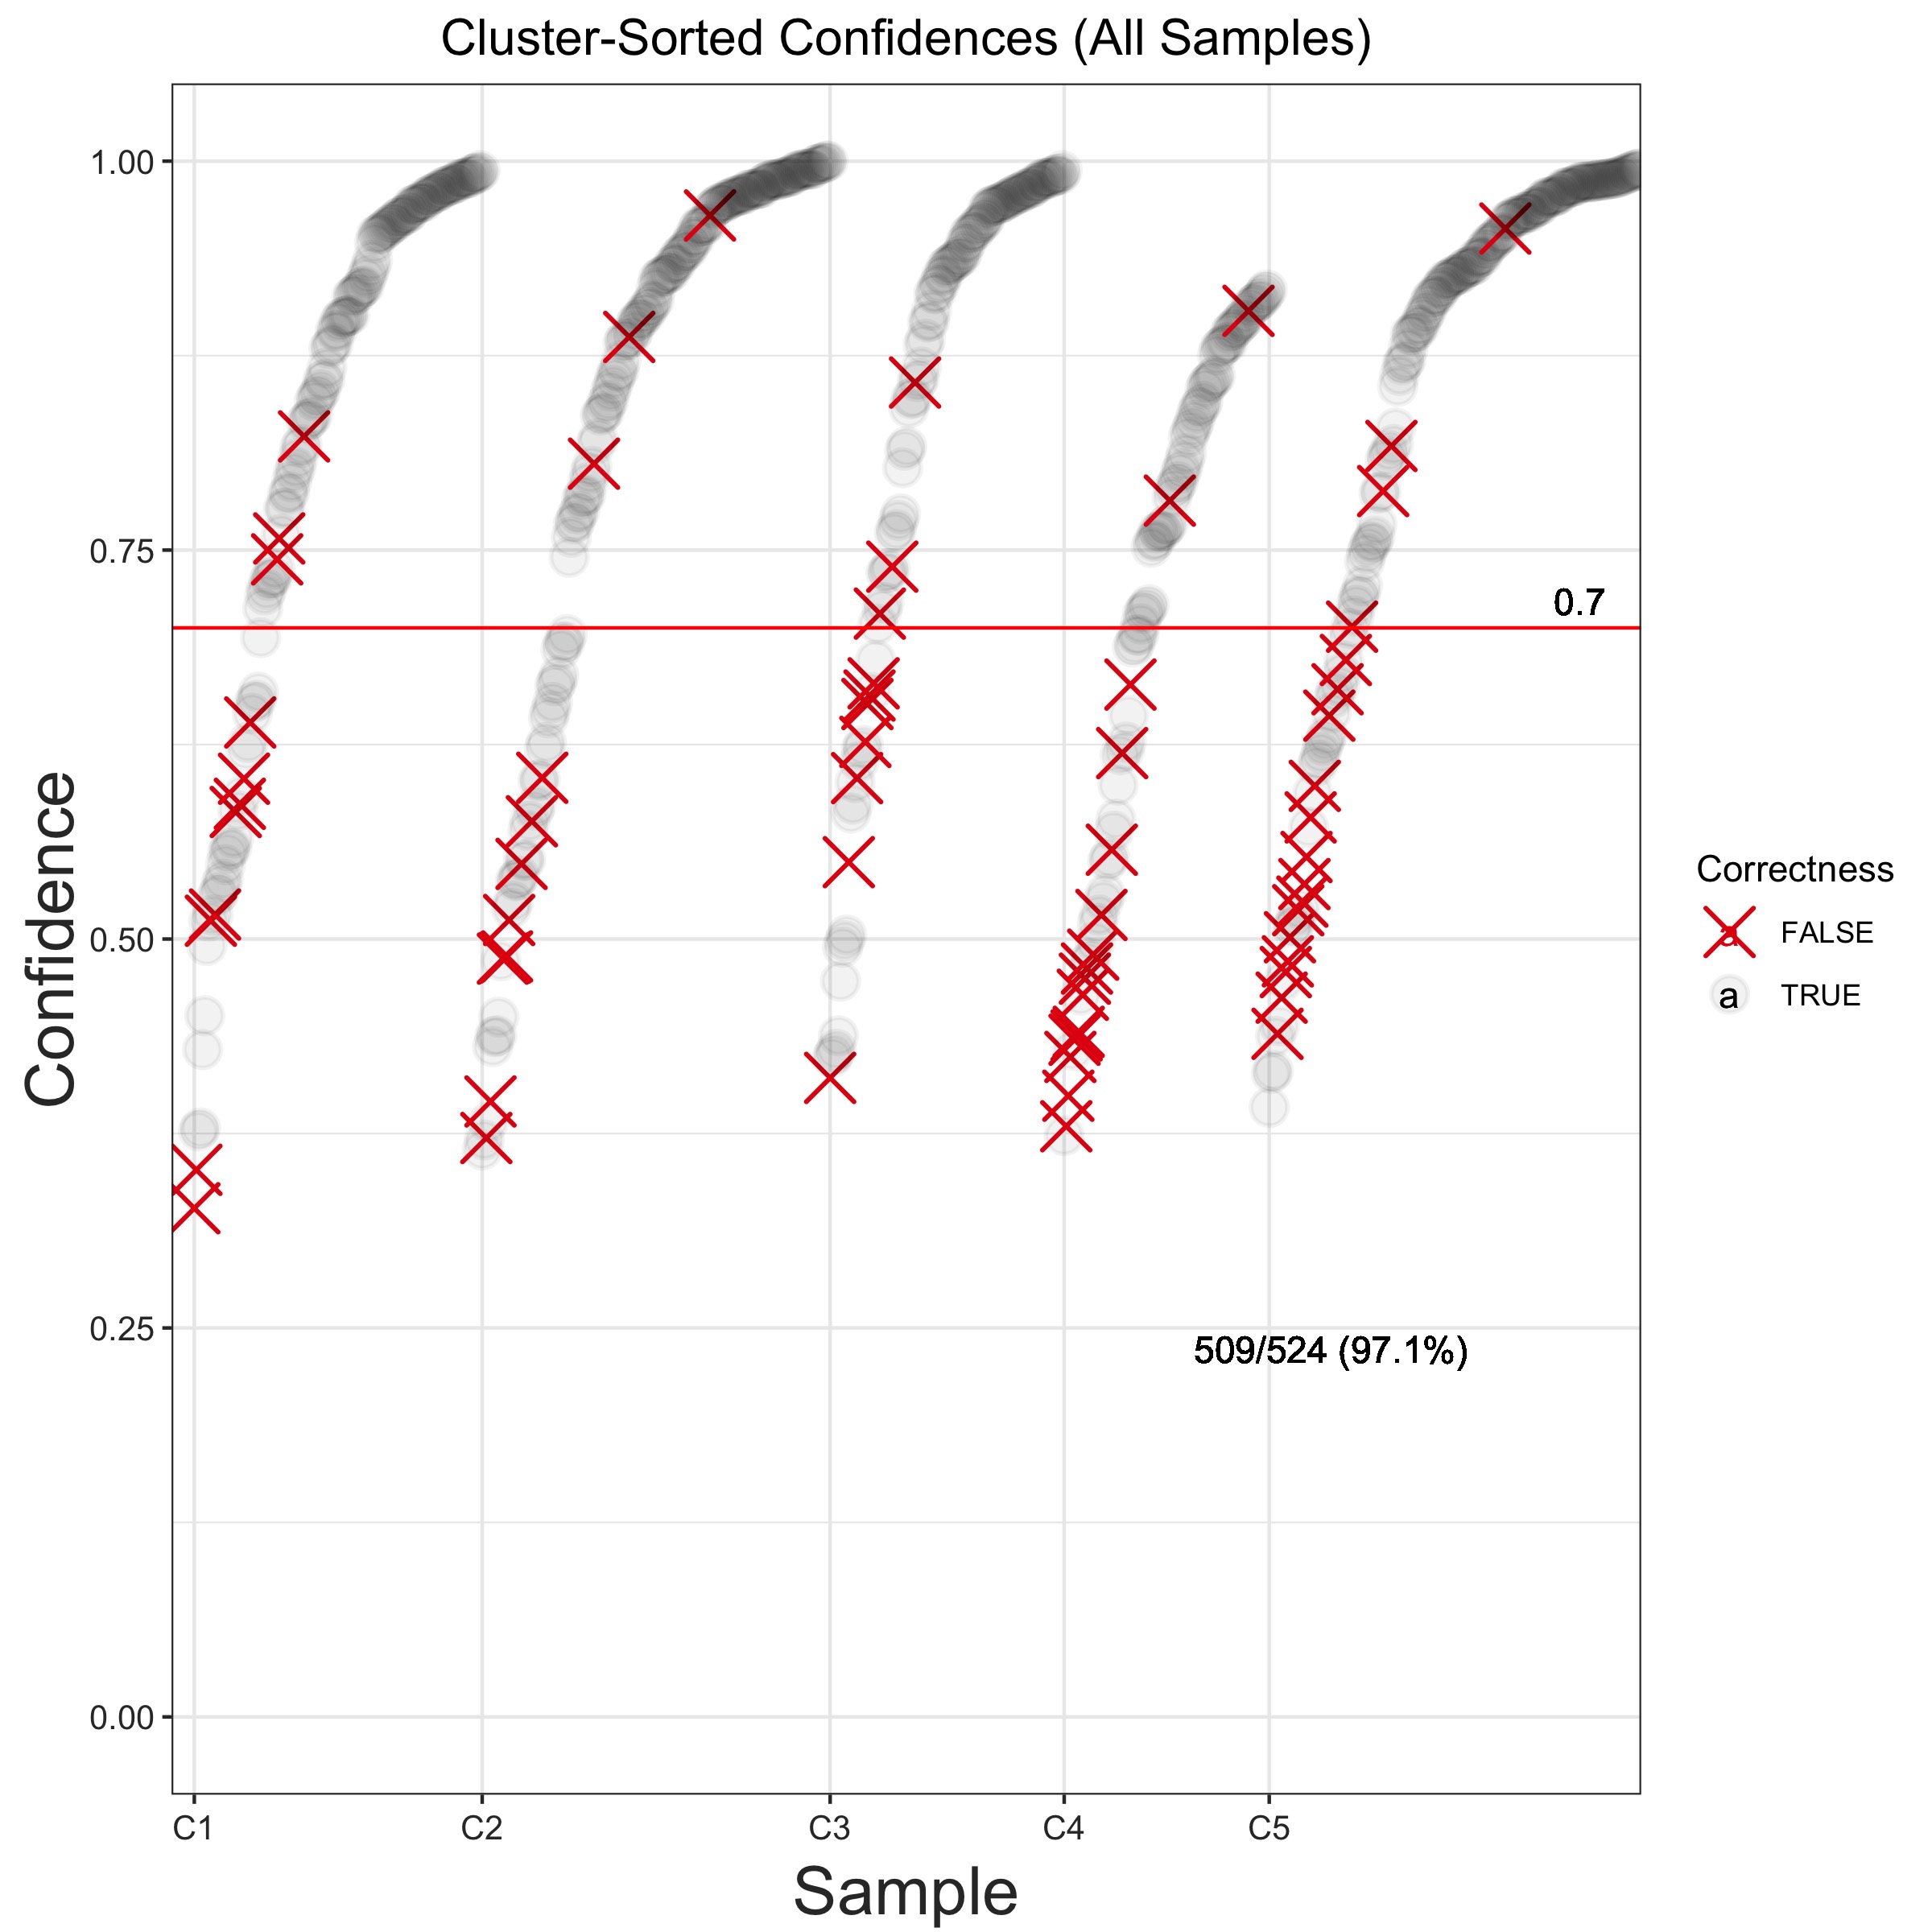 Cluster-Sorted Confidences (All Samples)
1.00
0.75
0.50
0.25
0.00
Confidence
0.7
509/524 (97.1%)
C1 C2 C3 C4 C5
Sample
Correctness
a FALSE
a TRUE